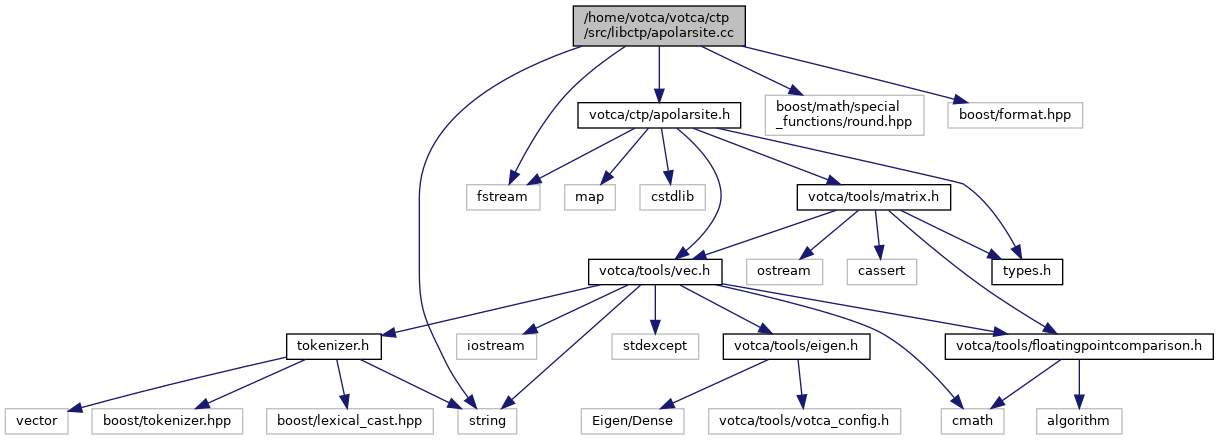 /home/votca/votca/ctp
/src/libctp/apolarsite.cc
votca/ctp/apolarsite.h
boost/math/special
_functions/round.hpp
boost/format.hpp
fstream
map
cstdlib
votca/tools/matrix.h
votca/tools/vec.h
ostream
cassert
types.h
tokenizer.h
iostream
stdexcept
votca/tools/eigen.h
votca/tools/floatingpointcomparison.h
vector
boost/tokenizer.hpp
boost/lexical_cast.hpp
string
Eigen/Dense
votca/tools/votca_config.h
cmath
algorithm